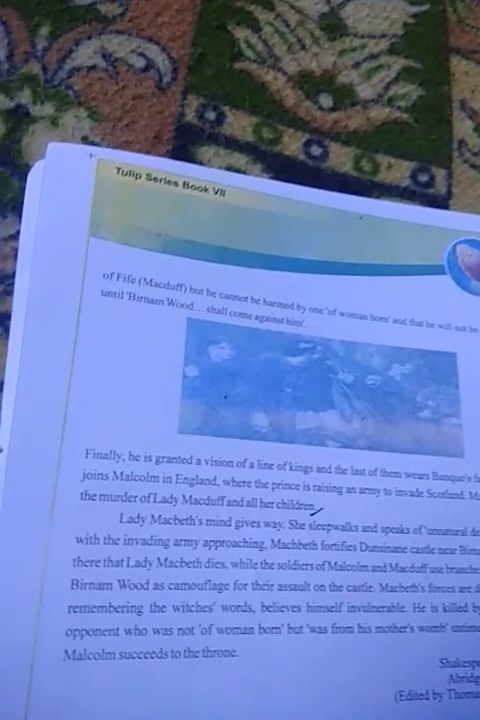 Tulip Series Book VII
of Fife (Macduff) but he cannot be harmed by one 'of woman born' and that he will not be
until 'Birnam Wood... shall come against him'.
Finally, he is granted a vision of a line of kings and the last of them wears Banquo's
joins Malcolm in England, where the prince is raising an army to invade Scotland.
the murder of Lady Macduff and all her children.
Lady Macbeth's mind gives way. She sleepwalks and speaks of 'unnatural
with the invading army approaching, Machbeth fortifies Dunsinane castle near
there that Lady Macbeth dies, while the soldiers of Malcolm and Macduff use
Birnam Wood as camouflage for their assault on the castle. Macbeth's forces are
remembering the witches' words, believes himself invulnerable. He is killed
opponent who was not 'of woman born' but 'was from his mother's womb'
Malcolm succeeds to the throne.
(Edited by